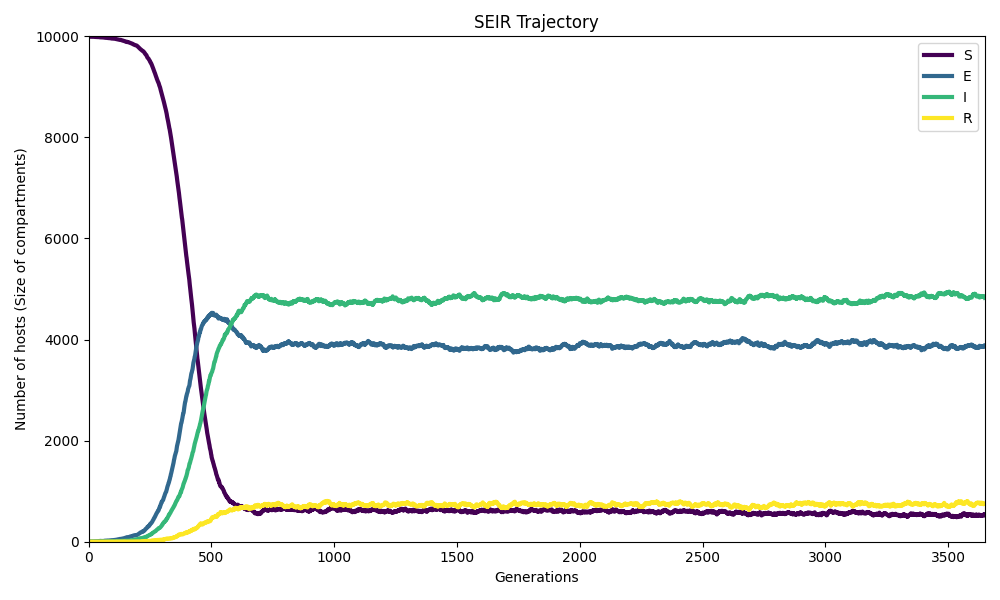 SEIR Trajectory
Number of hosts (Size of compartments)
10000
8000
6000
4000
2000
0
S
E
I
R
0 500 1000 1500 2000 2500 3000 3500
Generations